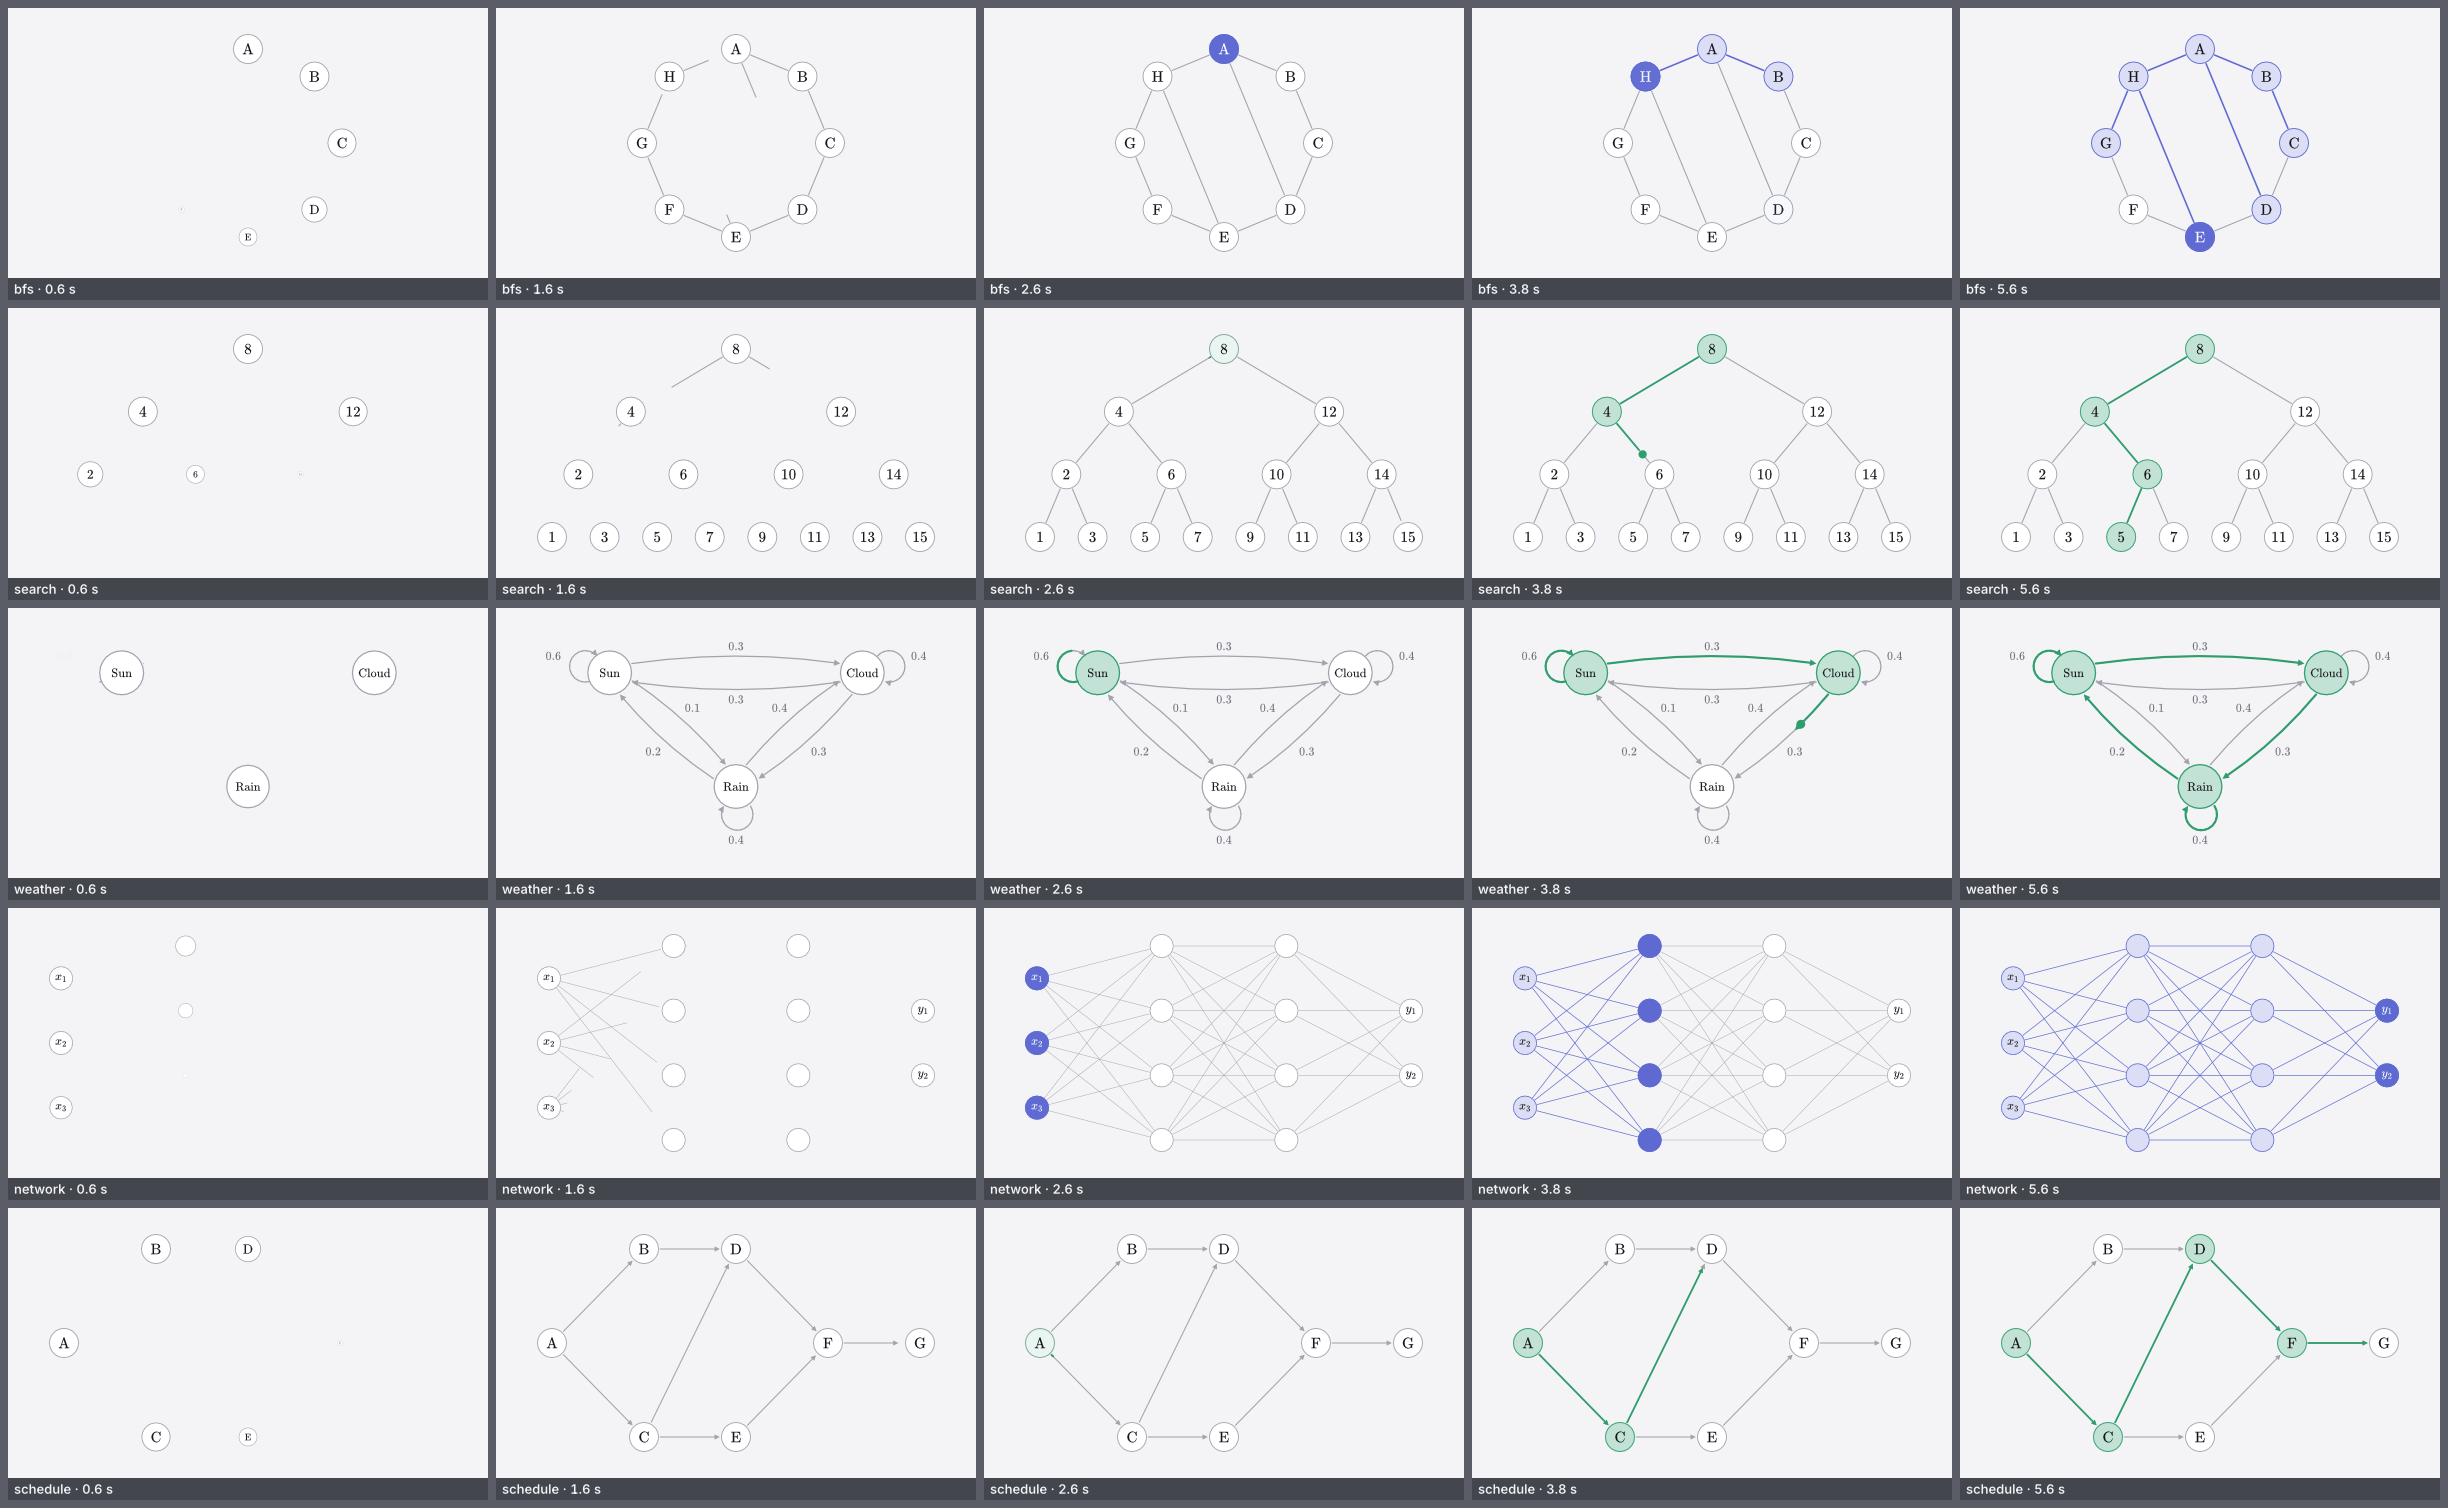 A
B
C
D
E
bfs · 0.6 s
A
H B
G C
F D
E
bfs · 1.6 s
A
H B
G C
F D
E
bfs · 2.6 s
A
H B
G C
F D
E
bfs · 3.8 s
A
H B
G C
F D
E
bfs · 5.6 s
8
4 12
2 6
search · 0.6 s
8
4 12
2 6 10 14
1 3 5 7 9 11 13 15
search · 1.6 s
8
4 12
2 6 10 14
1 3 5 7 9 11 13 15
search · 2.6 s
8
4 12
2 6 10 14
1 3 5 7 9 11 13 15
search · 3.8 s
8
4 12
2 6 10 14
1 3 5 7 9 11 13 15
search · 5.6 s
Sun Cloud
Rain
weather · 0.6 s
0.3
0.6 Sun Cloud 0.4
0.3
0.1 0.4
0.2 0.3
Rain
0.4
weather · 1.6 s
0.3
0.6 Sun Cloud 0.4
0.3
0.1 0.4
0.2 0.3
Rain
0.4
weather · 2.6 s
0.3
0.6 Sun Cloud 0.4
0.3
0.1 0.4
0.2 0.3
Rain
0.4
weather · 3.8 s
0.3
0.6 Sun Cloud 0.4
0.3
0.1 0.4
0.2 0.3
Rain
0.4
weather · 5.6 s
x₁
x₂
x₃
network · 0.6 s
x₁
y₁
x₂
y₂
x₃
network · 1.6 s
x₁
y₁
x₂
y₂
x₃
network · 2.6 s
x₁
y₁
x₂
y₂
x₃
network · 3.8 s
x₁
y₁
x₂
y₂
x₃
network · 5.6 s
B D
A
C E
schedule · 0.6 s
B D
A F G
C E
schedule · 1.6 s
B D
A F G
C E
schedule · 2.6 s
B D
A F G
C E
schedule · 3.8 s
B D
A F G
C E
schedule · 5.6 s